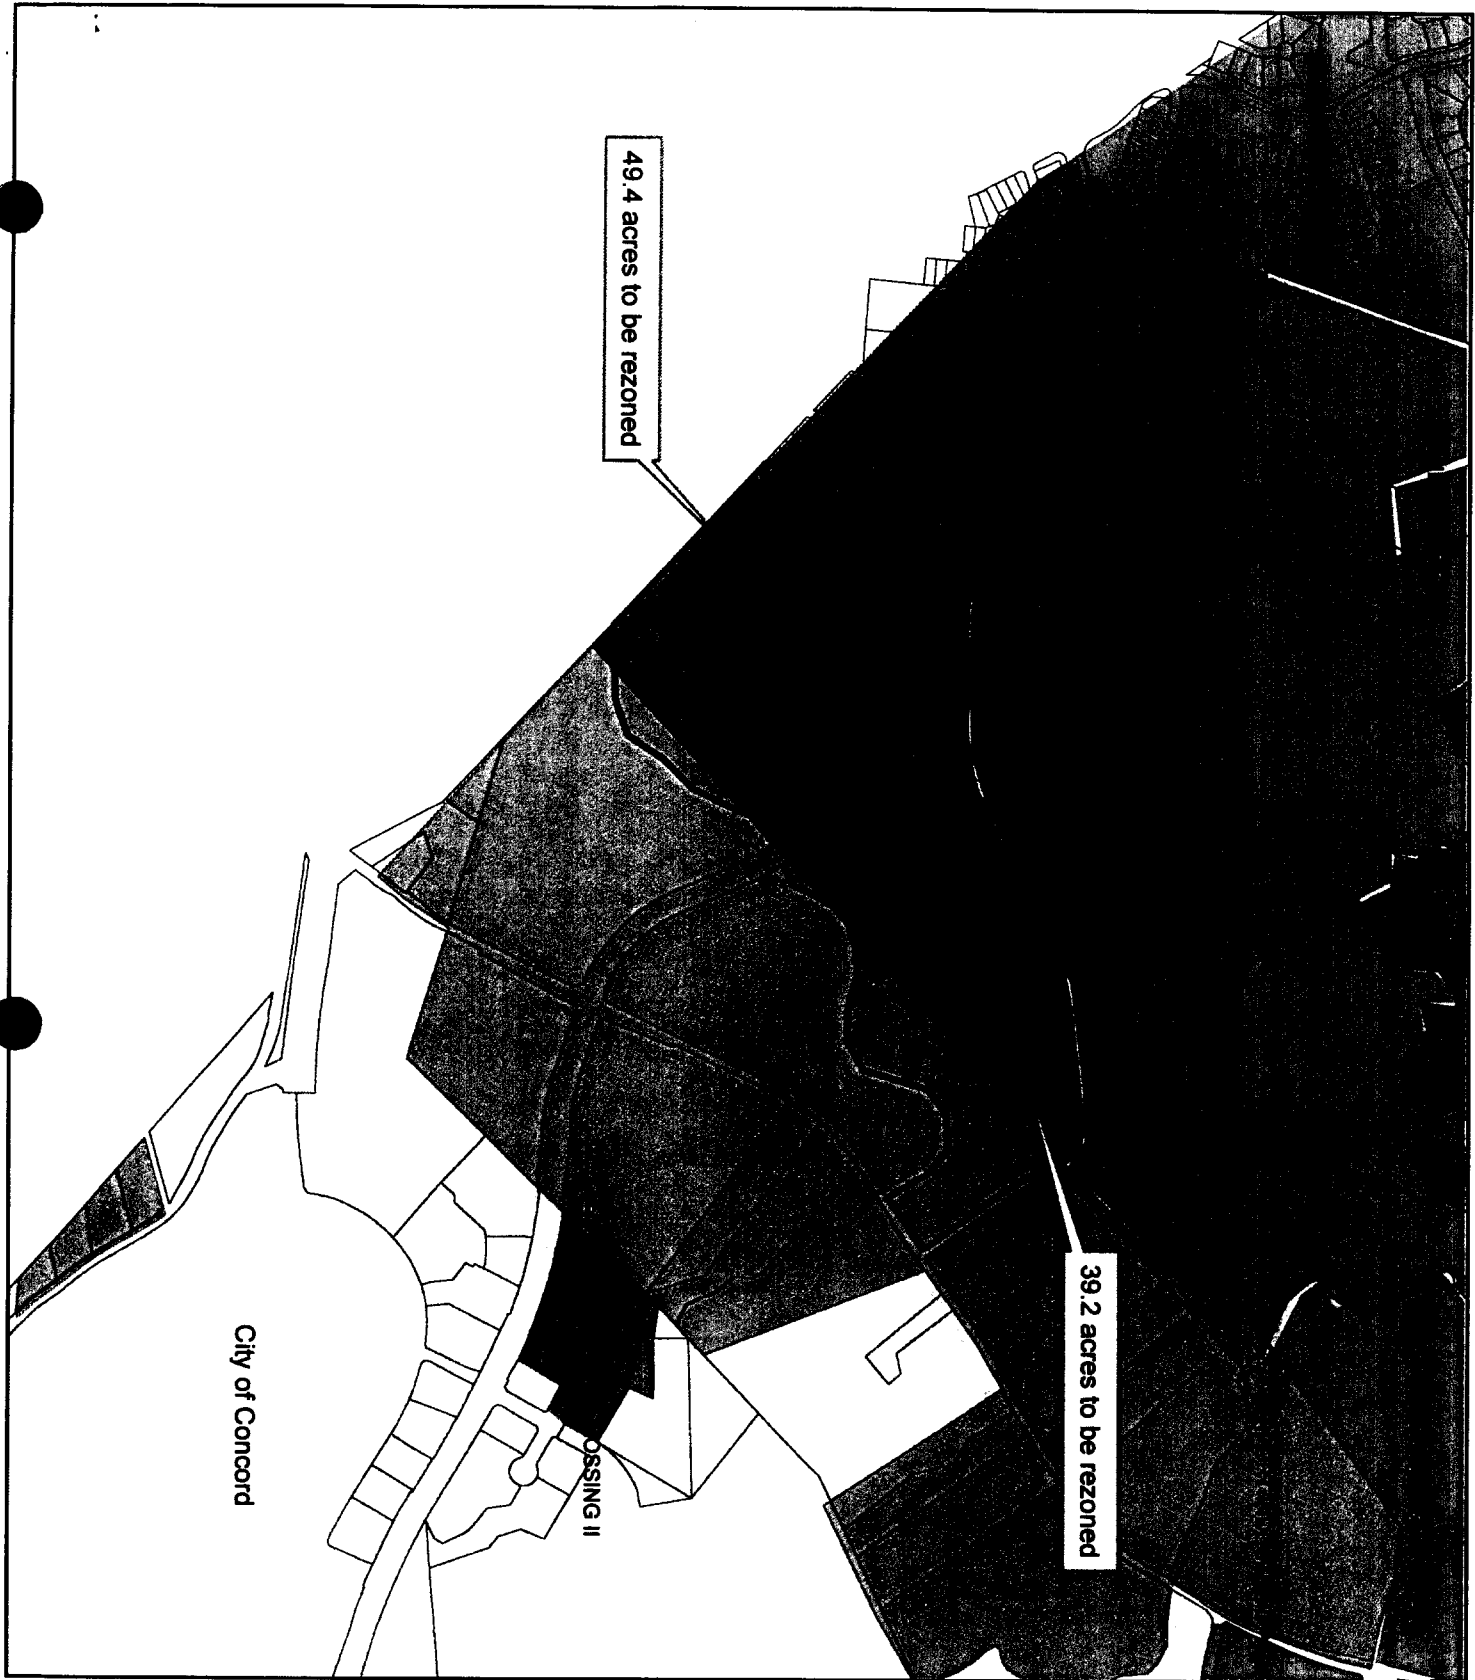 39.2 acres to be rezoned
49.4 acres to be rezoned
OSSING II
City of Concord